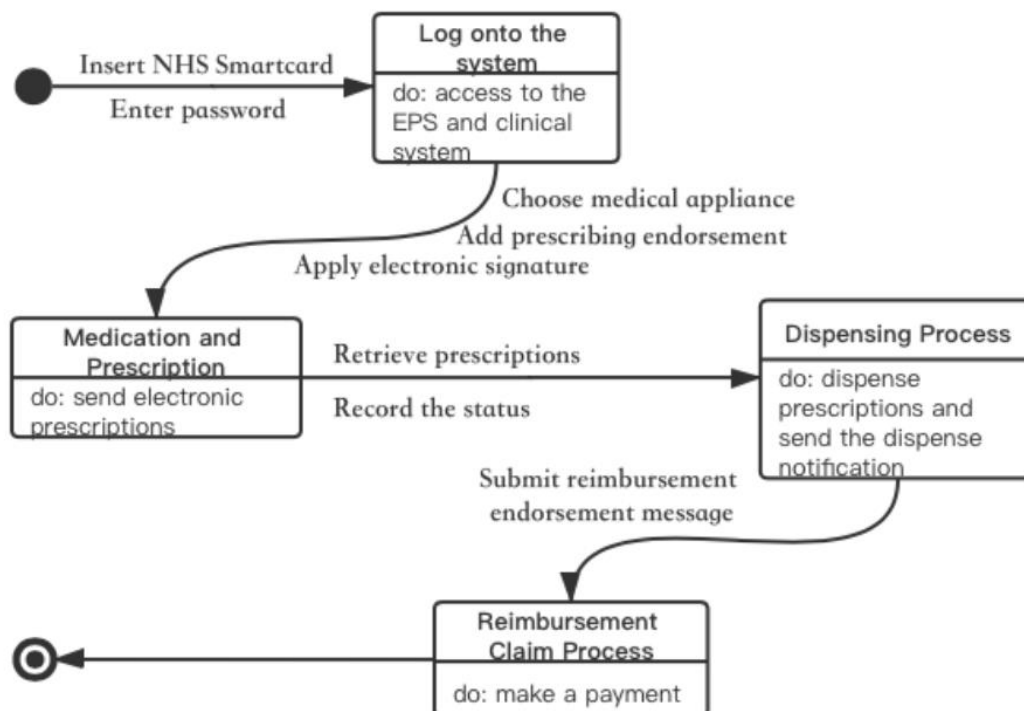 Insert NHS Smartcard
Enter password
Log onto the
system
do: access to the
EPS and clinical
system
Choose medical appliance
Add prescribing endorsement
Apply electronic signature
Medication and
Prescription
do: send electronic
prescriptions
Retrieve prescriptions
Record the status
Dispensing Process
do: dispense
prescriptions and
send the dispense
notification
Submit reimbursement
endorsement message
Reimbursement
Claim Process
do: make a payment